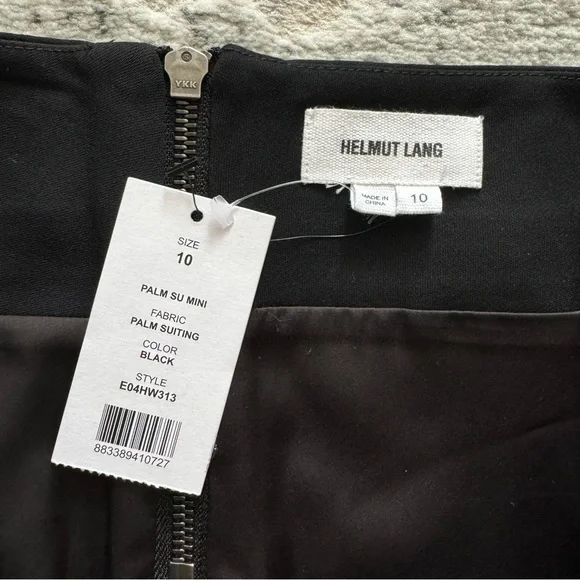 YKK
HELMUT LANG
MADE IN
CHINA
10
SIZE
10
PALM SU MINI
FABRIC
PALM SUITING
COLOR
BLACK
STYLE
E04HW313
883389410727